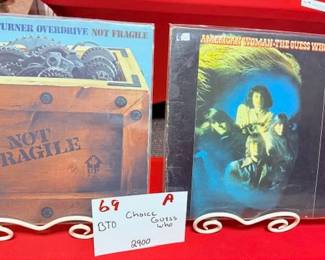 TURNER OVERDRIVE NOT FRAGILE
NOT
FRAGILE
AMERICAN WOMAN-THE GUESS WHO
69 A
Choice
BTO Guess
Who
2900